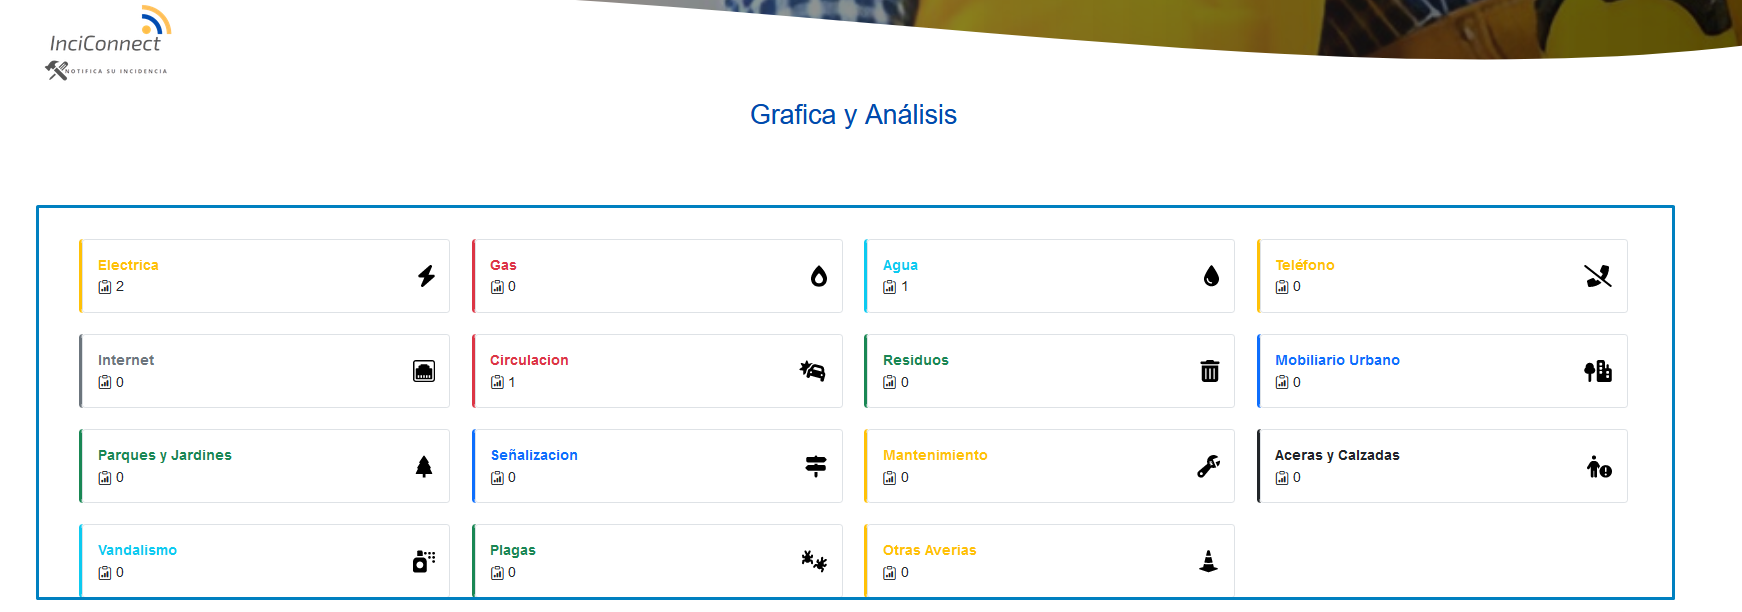 InciConnect
NOTIFICA SU INCIDENCIA
Grafica y Análisis
Electrica
2
Gas
0
Agua
1
Teléfono
0
Internet
0
Circulacion
1
Residuos
0
Mobiliario Urbano
0
Parques y Jardines
0
Señalizacion
0
Mantenimiento
0
Aceras y Calzadas
0
Vandalismo
0
Plagas
0
Otras Averias
0